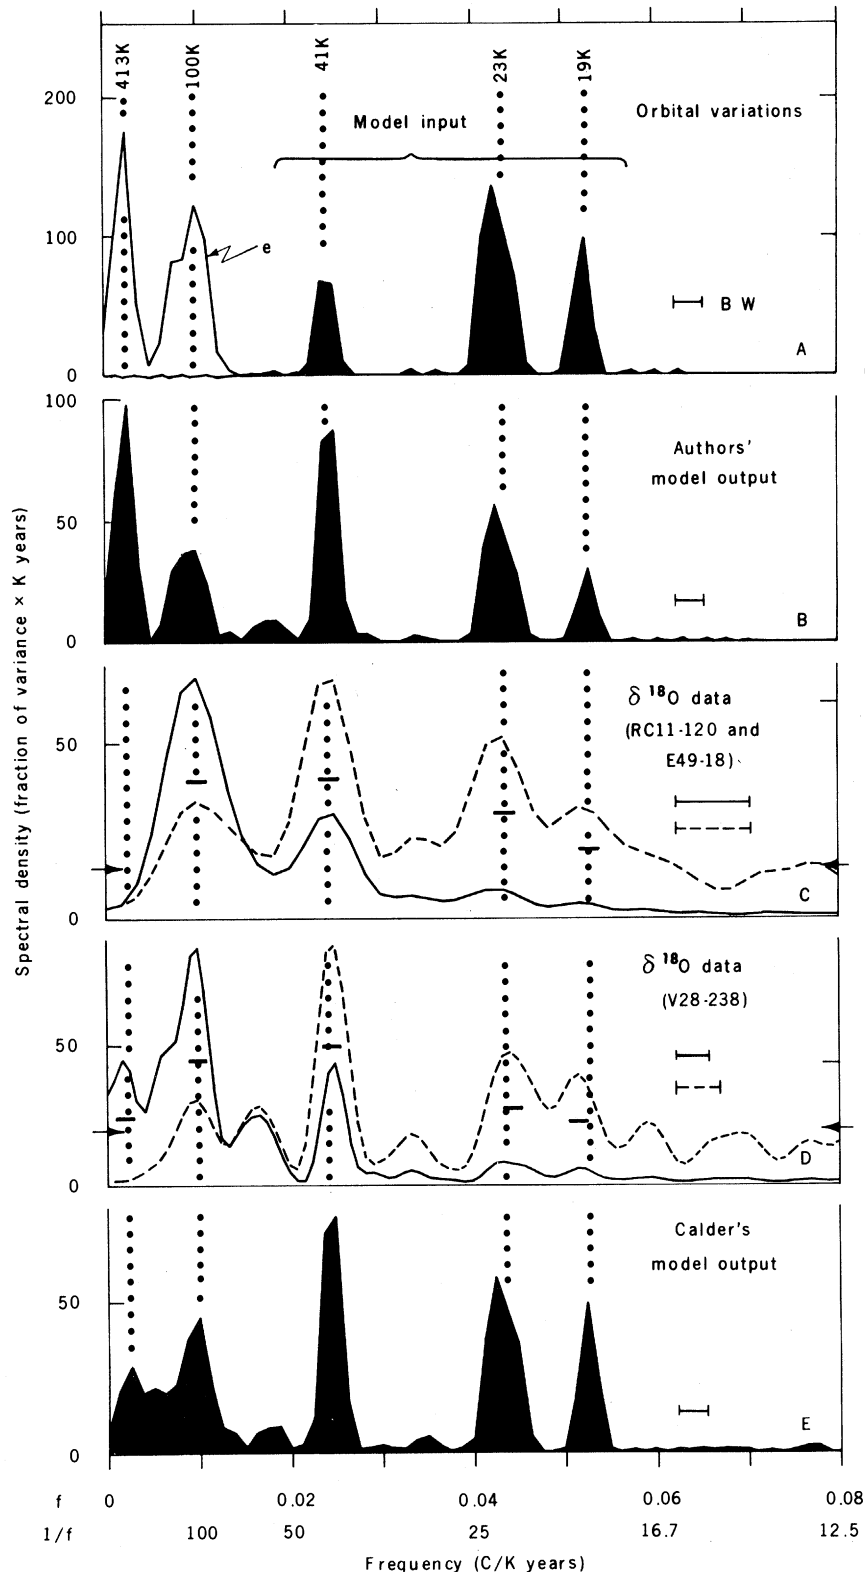 413K
100K
41K
23K
19K
200
Model input
Orbital variations
100
e
B W
A
0
100
Authors'
model output
50
B
0
δ 18O data
(RC11-120 and
E49-18)
50
C
0
δ 18O data
(V28-238)
50
D
0
Calder's
model output
50
E
0
Spectral density (fraction of variance × K years)
f 0 0.02 0.04 0.06 0.08
1/f 100 50 25 16.7 12.5
Frequency (C/K years)